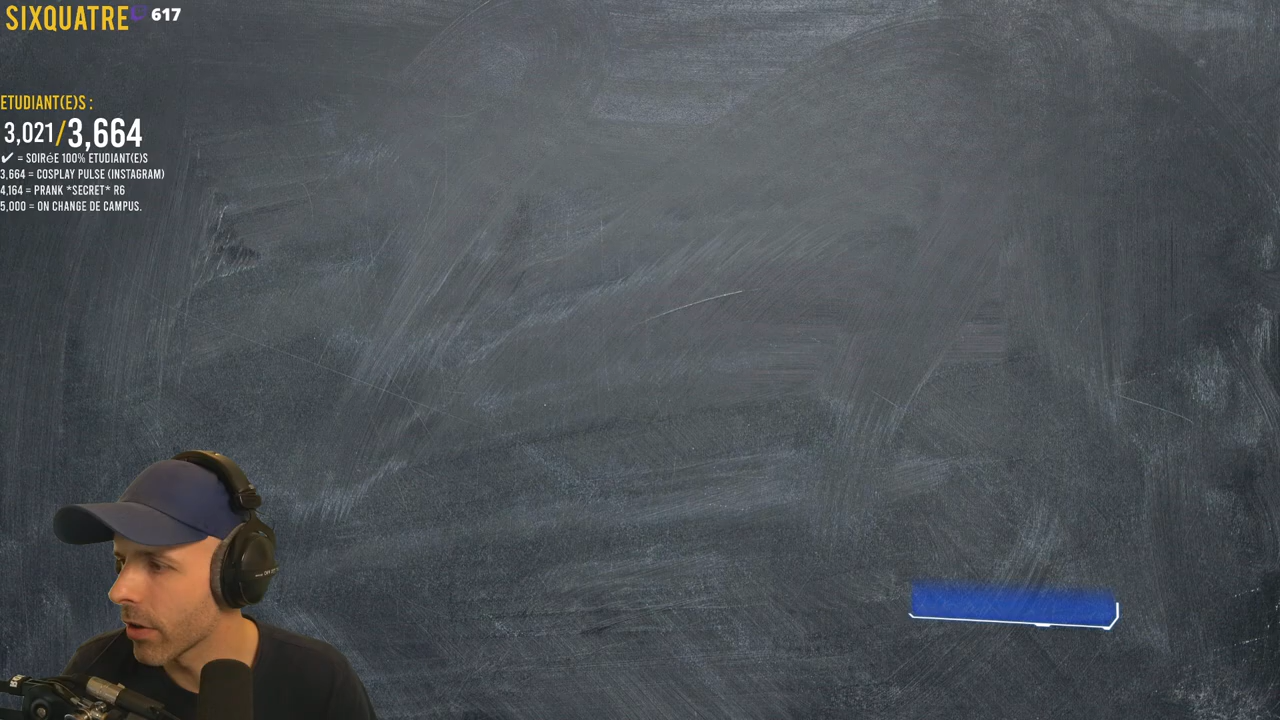 SIXQUATRE 617
ETUDIANT(E)S :
3,021/3,664
✓ = SOIRéE 100% ETUDIANT(E)S
3,664 = COSPLAY PULSE (INSTAGRAM)
4,164 = PRANK *SECRET* R6
5,000 = ON CHANGE DE CAMPUS.